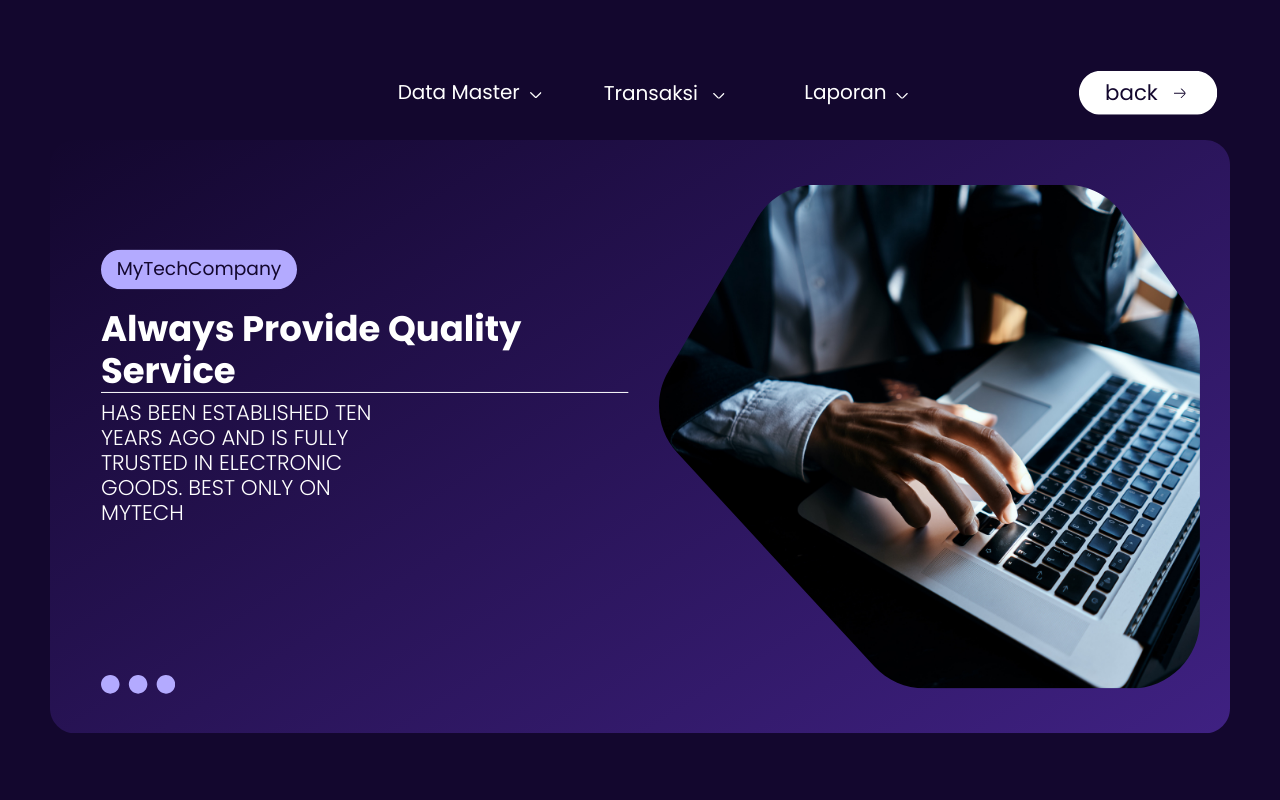 Data Master
Transaksi
Laporan
back
MyTechCompany
Always Provide Quality
Service
HAS BEEN ESTABLISHED TEN
YEARS AGO AND IS FULLY
TRUSTED IN ELECTRONIC
GOODS. BEST ONLY ON
MYTECH